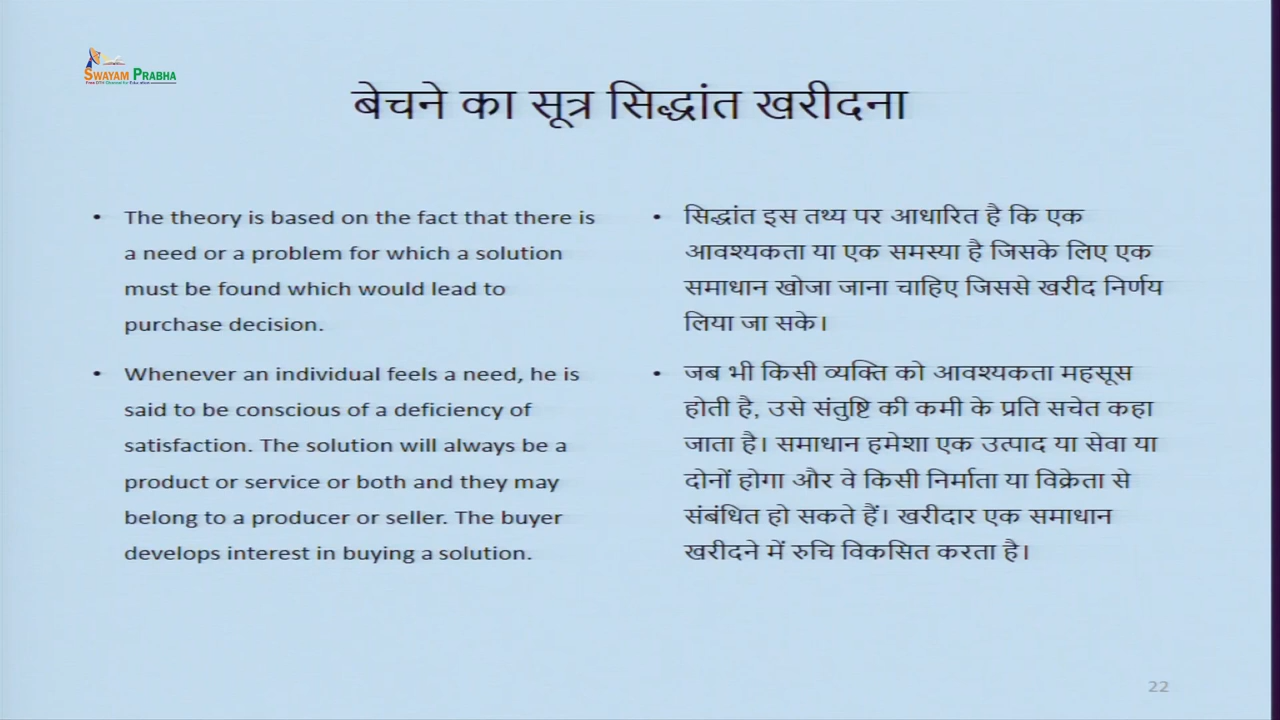 SWAYAM PRABHA
बेचने का सूत्र सिद्धांत खरीदना
• The theory is based on the fact that there is
a need or a problem for which a solution
must be found which would lead to
purchase decision.
• Whenever an individual feels a need, he is
said to be conscious of a deficiency of
satisfaction. The solution will always be a
product or service or both and they may
belong to a producer or seller. The buyer
develops interest in buying a solution.
• सिद्धांत इस तथ्य पर आधारित है कि एक
आवश्यकता या एक समस्या है जिसके लिए एक
समाधान खोजा जाना चाहिए जिससे खरीद निर्णय
लिया जा सके।
• जब भी किसी व्यक्ति को आवश्यकता महसूस
होती है, उसे संतुष्टि की कमी के प्रति सचेत कहा
जाता है। समाधान हमेशा एक उत्पाद या सेवा या
दोनों होगा और वे किसी निर्माता या विक्रेता से
संबंधित हो सकते हैं। खरीदार एक समाधान
खरीदने में रुचि विकसित करता है।
22